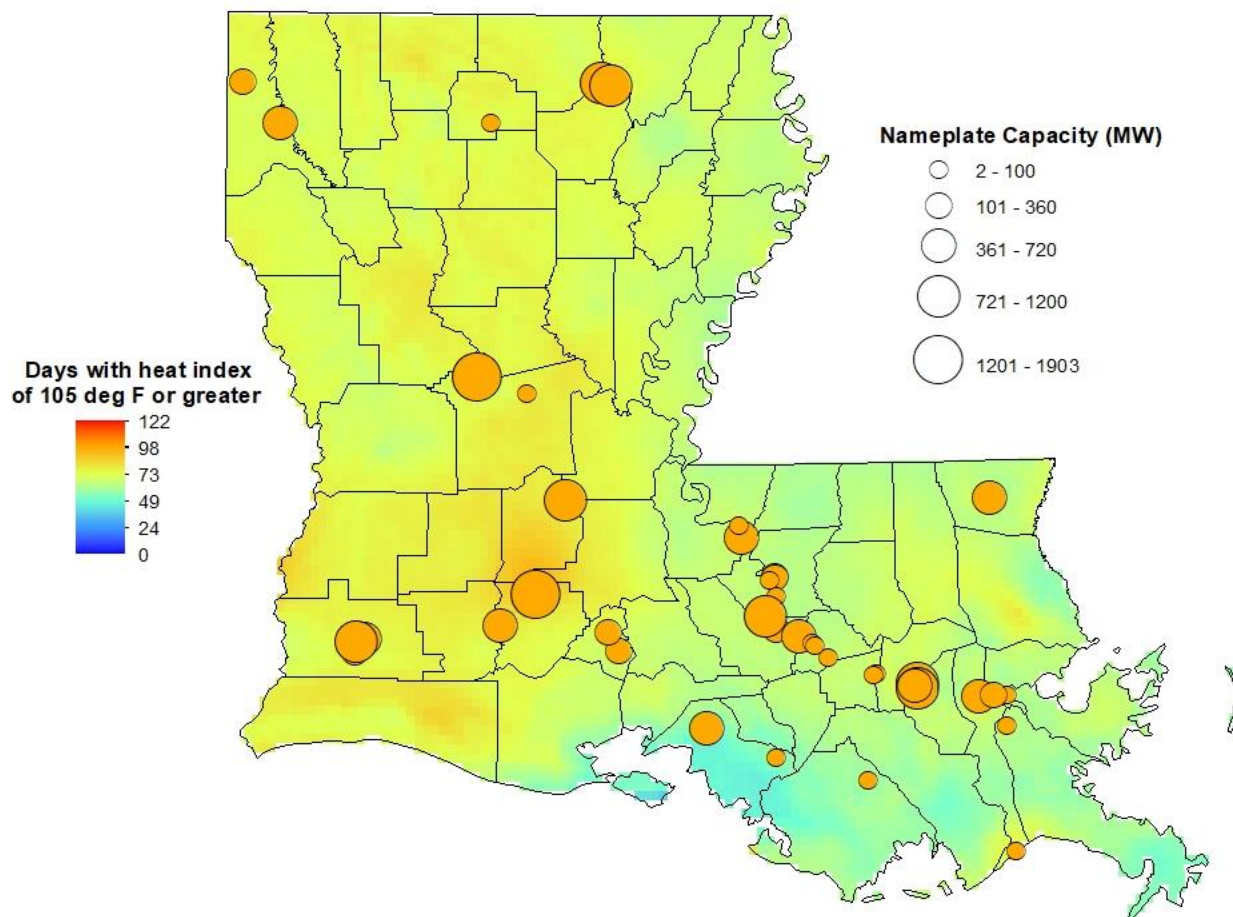 Nameplate Capacity (MW)
2 - 100
101 - 360
361 - 720
721 - 1200
1201 - 1903
Days with heat index
of 105 deg F or greater
122
98
73
49
24
0